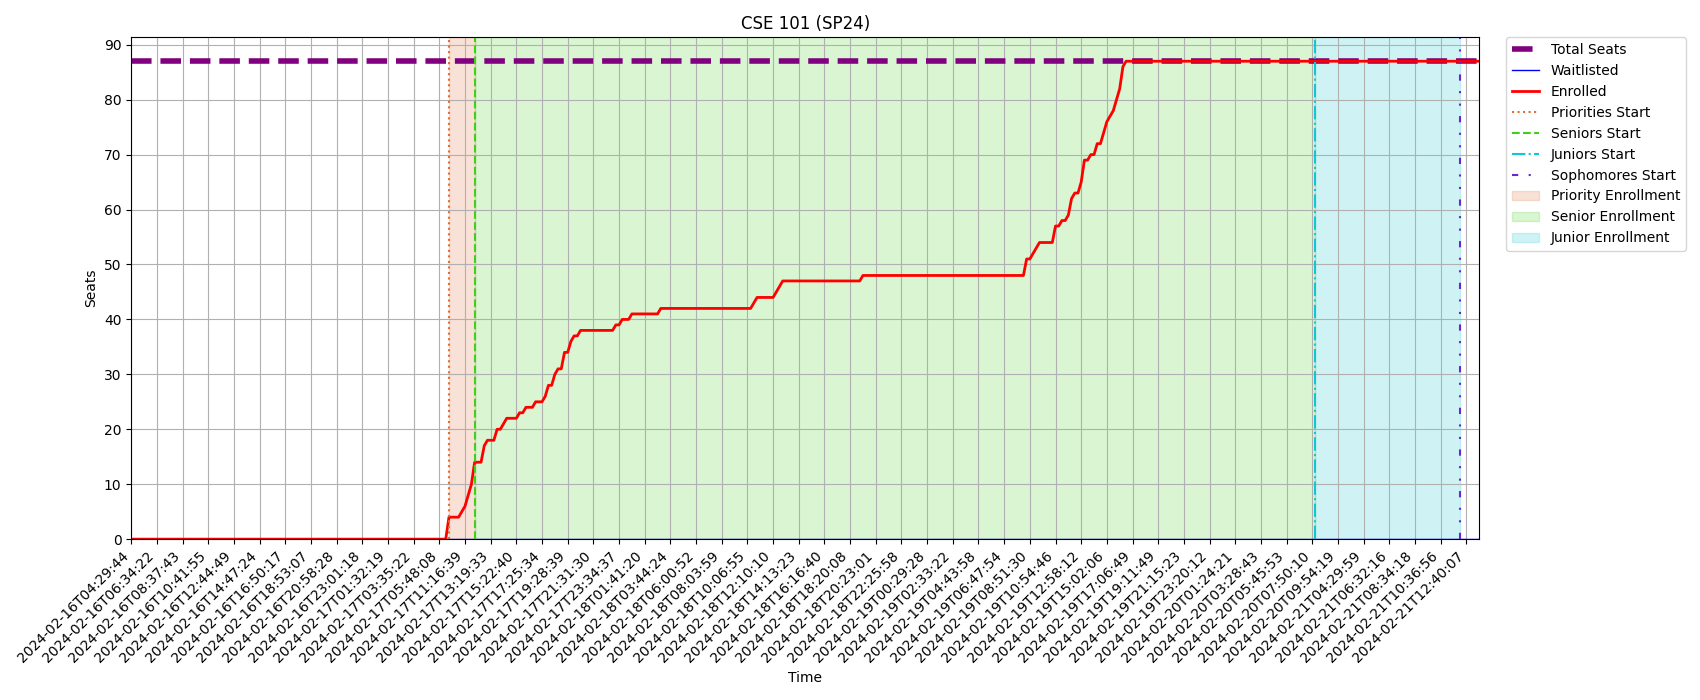 CSE 101 (SP24)
Seats
90
80
70
60
50
40
30
20
10
0
2024-02-16T04:29:44
2024-02-16T06:34:22
2024-02-16T08:37:43
2024-02-16T10:41:55
2024-02-16T12:44:49
2024-02-16T14:47:24
2024-02-16T16:50:17
2024-02-16T18:53:07
2024-02-16T20:58:28
2024-02-16T23:01:18
2024-02-17T01:32:19
2024-02-17T03:35:22
2024-02-17T05:48:08
2024-02-17T11:16:39
2024-02-17T13:19:33
2024-02-17T15:22:40
2024-02-17T17:25:34
2024-02-17T19:28:39
2024-02-17T21:31:30
2024-02-17T23:34:37
2024-02-18T01:41:20
2024-02-18T03:44:24
2024-02-18T06:00:52
2024-02-18T08:03:59
2024-02-18T10:06:55
2024-02-18T12:10:10
2024-02-18T14:13:23
2024-02-18T16:16:40
2024-02-18T18:20:08
2024-02-18T20:23:01
2024-02-18T22:25:58
2024-02-19T00:29:28
2024-02-19T02:33:22
2024-02-19T04:43:58
2024-02-19T06:47:54
2024-02-19T08:51:30
2024-02-19T10:54:46
2024-02-19T12:58:12
2024-02-19T15:02:06
2024-02-19T17:06:49
2024-02-19T19:11:49
2024-02-19T21:15:23
2024-02-19T23:20:12
2024-02-20T01:24:21
2024-02-20T03:28:43
2024-02-20T05:45:53
2024-02-20T07:50:10
2024-02-20T09:54:19
2024-02-21T04:29:59
2024-02-21T06:32:16
2024-02-21T08:34:18
2024-02-21T10:36:56
2024-02-21T12:40:07
Time
Total Seats
Waitlisted
Enrolled
Priorities Start
Seniors Start
Juniors Start
Sophomores Start
Priority Enrollment
Senior Enrollment
Junior Enrollment